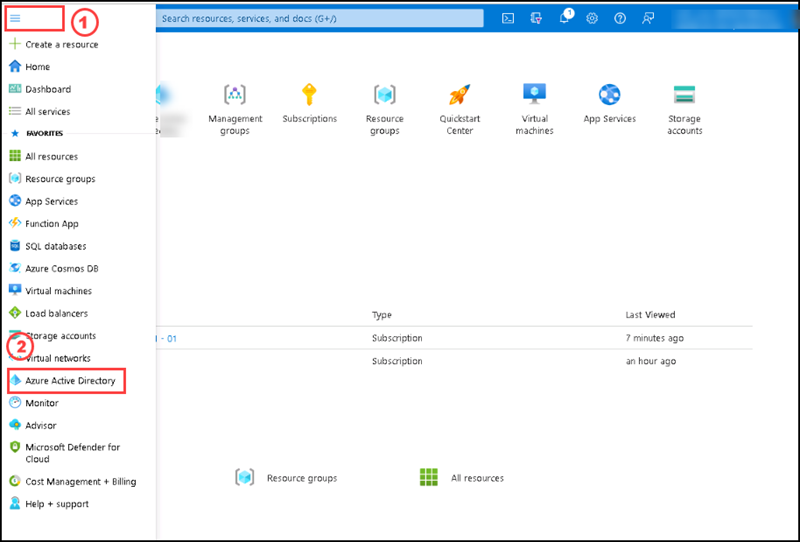 1
Search resources, services, and docs (G+/)
1
Create a resource
Home
Dashboard
All services
FAVORITES
All resources
Resource groups
App Services
Function App
SQL databases
Azure Cosmos DB
Virtual machines
Load balancers
Storage accounts
2
Virtual networks
Azure Active Directory
Monitor
Advisor
Microsoft Defender for
Cloud
Cost Management + Billing
Help + support
Management
groups
Subscriptions
Resource
groups
Quickstart
Center
Virtual
machines
App Services
Storage
accounts
Type
Last Viewed
- 01
Subscription
7 minutes ago
Subscription
an hour ago
Resource groups
All resources